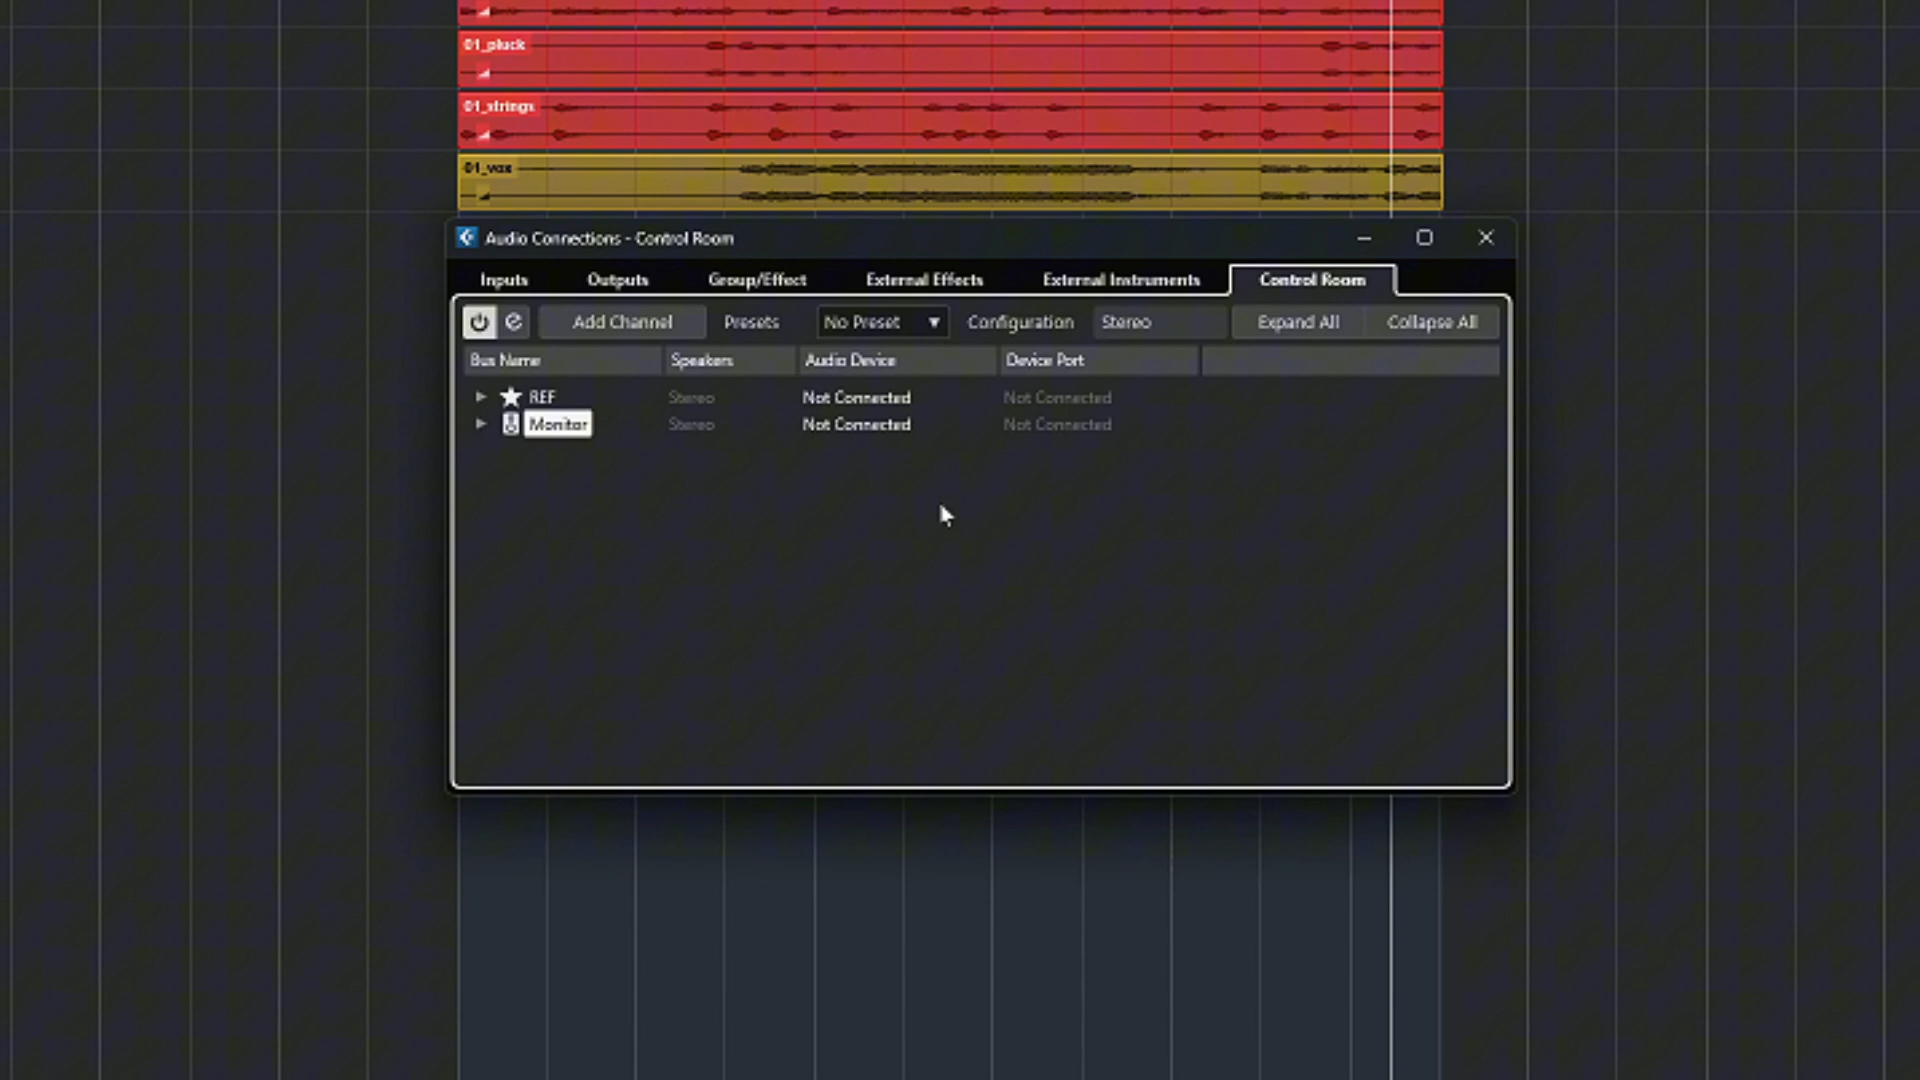 01_pluck
01_strings
01_vox
Audio Connections - Control Room
Inputs Outputs Group/Effect External Effects External Instruments Control Room
Add Channel Presets No Preset Configuration Stereo Expand All Collapse All
Bus Name Speakers Audio Device Device Port
REF Stereo Not Connected Not Connected
Monitor Stereo Not Connected Not Connected